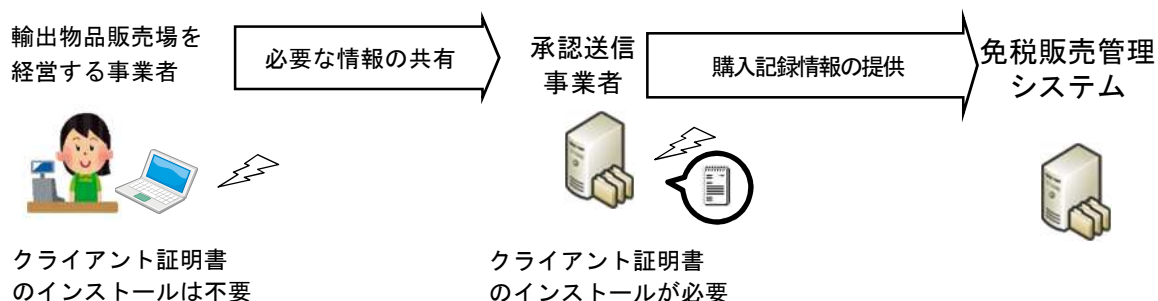 輸出物品販売場を
経営する事業者
必要な情報の共有
承認送信
事業者
購入記録情報の提供
免税販売管理
システム
クライアント証明書
のインストールは不要
クライアント証明書
のインストールが必要